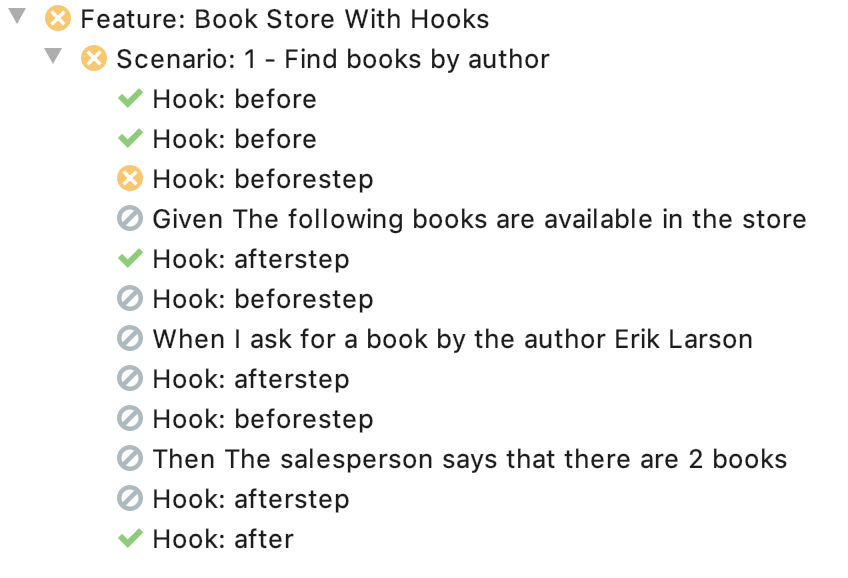 Feature: Book Store With Hooks
Scenario: 1 - Find books by author
Hook: before
Hook: before
Hook: beforestep
Given The following books are available in the store
Hook: afterstep
Hook: beforestep
When I ask for a book by the author Erik Larson
Hook: afterstep
Hook: beforestep
Then The salesperson says that there are 2 books
Hook: afterstep
Hook: after